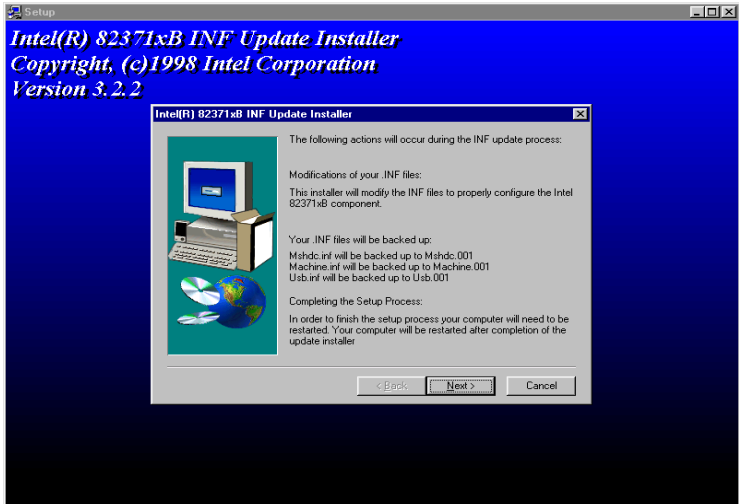 Setup
Intel(R) 82371xB INF Update Installer
Copyright, (c)1998 Intel Corporation
Version 3.2.2
Intel(R) 82371xB INF Update Installer
The following actions will occur during the INF update process:
Modifications of your .INF files:
This installer will modify the INF files to properly configure the Intel
82371xB component.
Your .INF files will be backed up:
Mshdc.inf will be backed up to Mshdc.001
Machine.inf will be backed up to Machine.001
Usb.inf will be backed up to Usb.001
Completing the Setup Process:
In order to finish the setup process your computer will need to be
restarted. Your computer will be restarted after completion of the
update installer
< Back
Next >
Cancel